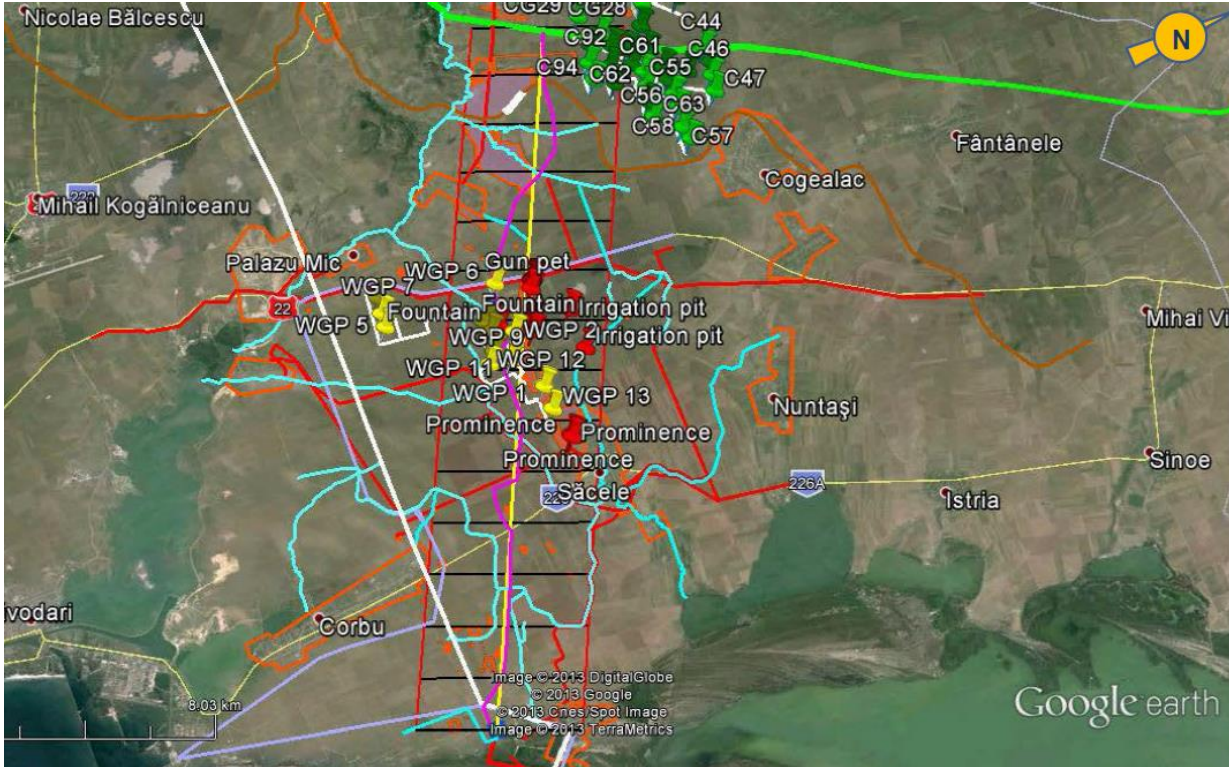 Nicolae Bălcescu
CG29
CG28
C44
C92
C61
C46
C94
C62
C55
C47
C56
C63
C58
C57
N
Fântânele
Cogealac
Mihail Kogălniceanu
Palazu Mic
WGP 6
Gun pet
WGP 7
Fountain
Fountain
Irrigation pit
22
WGP 5
WGP 9
WGP 2
Irrigation pit
Mihai Vi
WGP 11
WGP 12
WGP 1
WGP 13
Nuntaşi
Prominence
Prominence
Prominence
Sinoe
Săcele
226A
Istria
vodari
Corbu
8.03 km
Image © 2013 DigitalGlobe
© 2013 Google
© 2013 Cnes/Spot Image
Image © 2013 TerraMetrics
Google earth